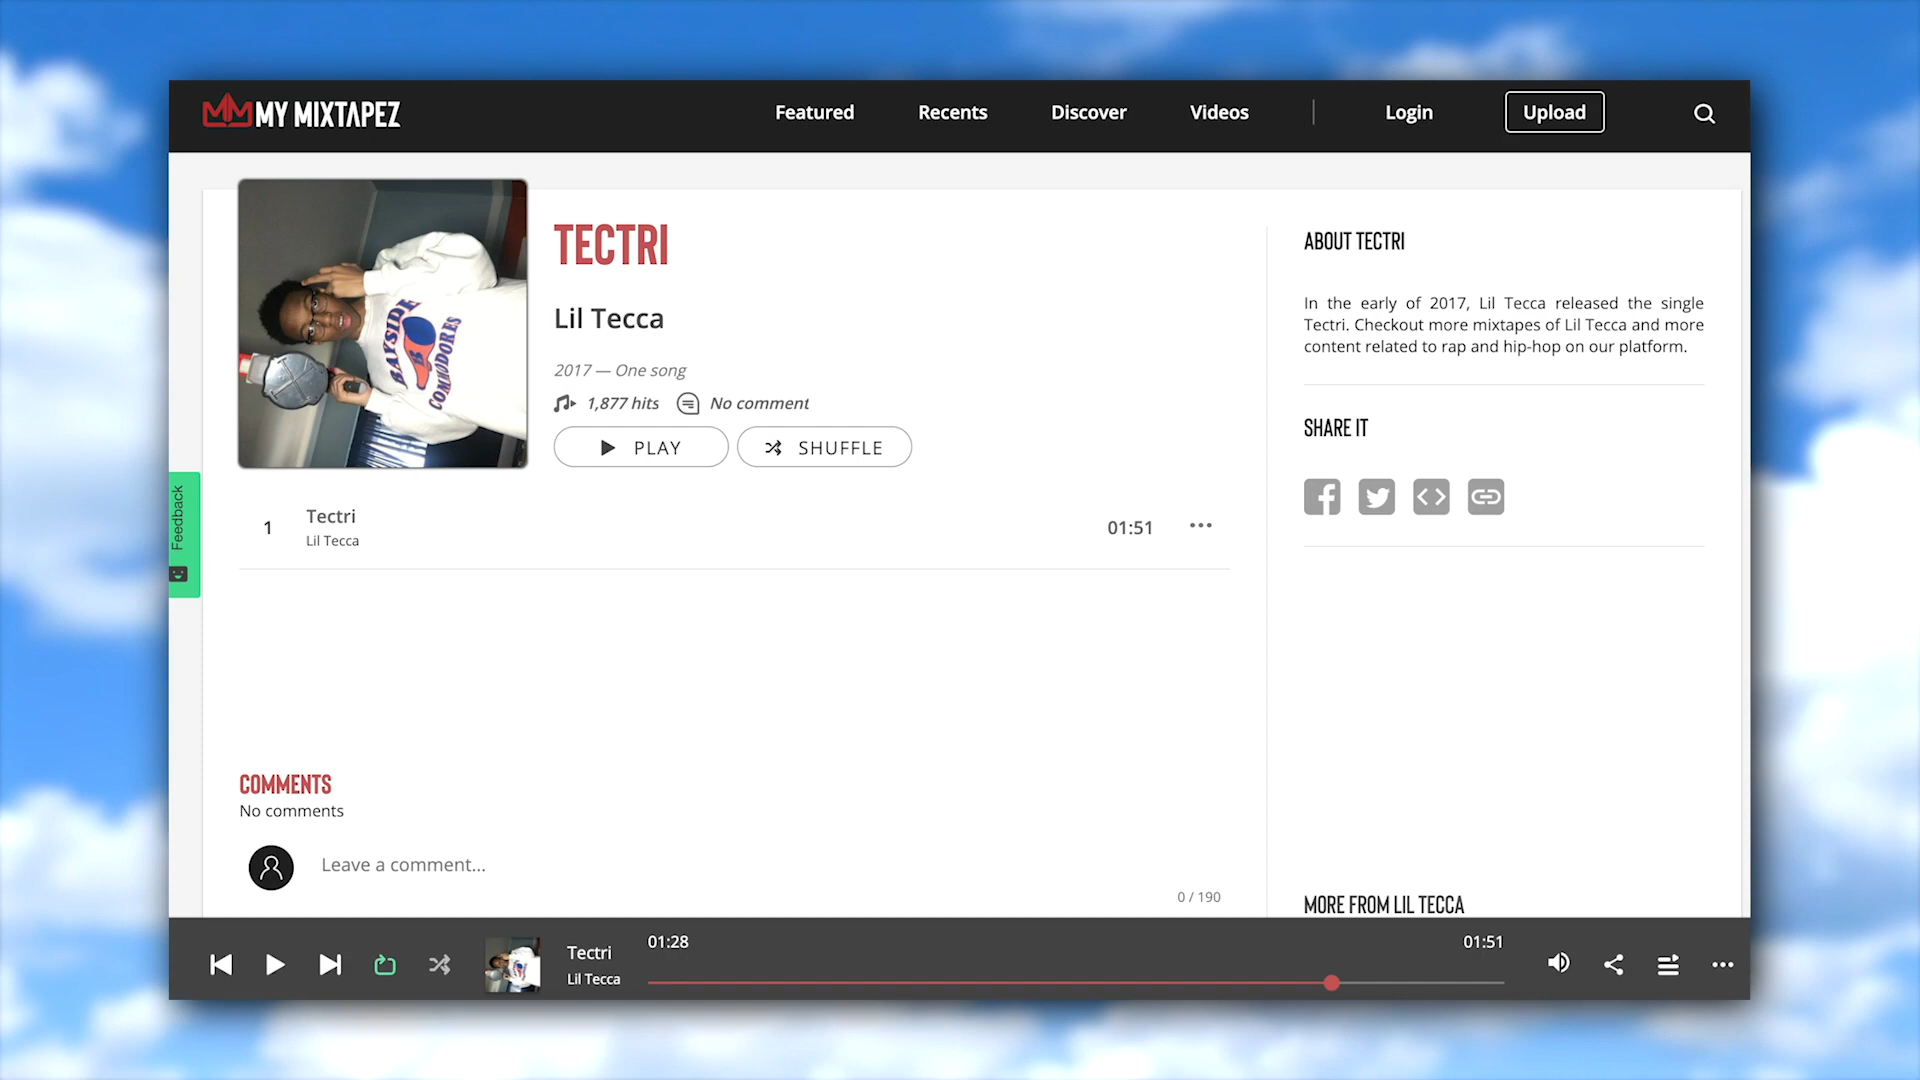 MY MIXTAPEZ
Featured
Recents
Discover
Videos
Login
Upload
BAYSIDE
B
COMMODORES
TECTRI
Lil Tecca
2017 — One song
1,877 hits
No comment
PLAY
SHUFFLE
1
Tectri
Lil Tecca
01:51
Feedback
ABOUT TECTRI
In the early of 2017, Lil Tecca released the single
Tectri. Checkout more mixtapes of Lil Tecca and more
content related to rap and hip-hop on our platform.
SHARE IT
COMMENTS
No comments
Leave a comment...
0 / 190
MORE FROM LIL TECCA
Tectri
Lil Tecca
01:28
01:51